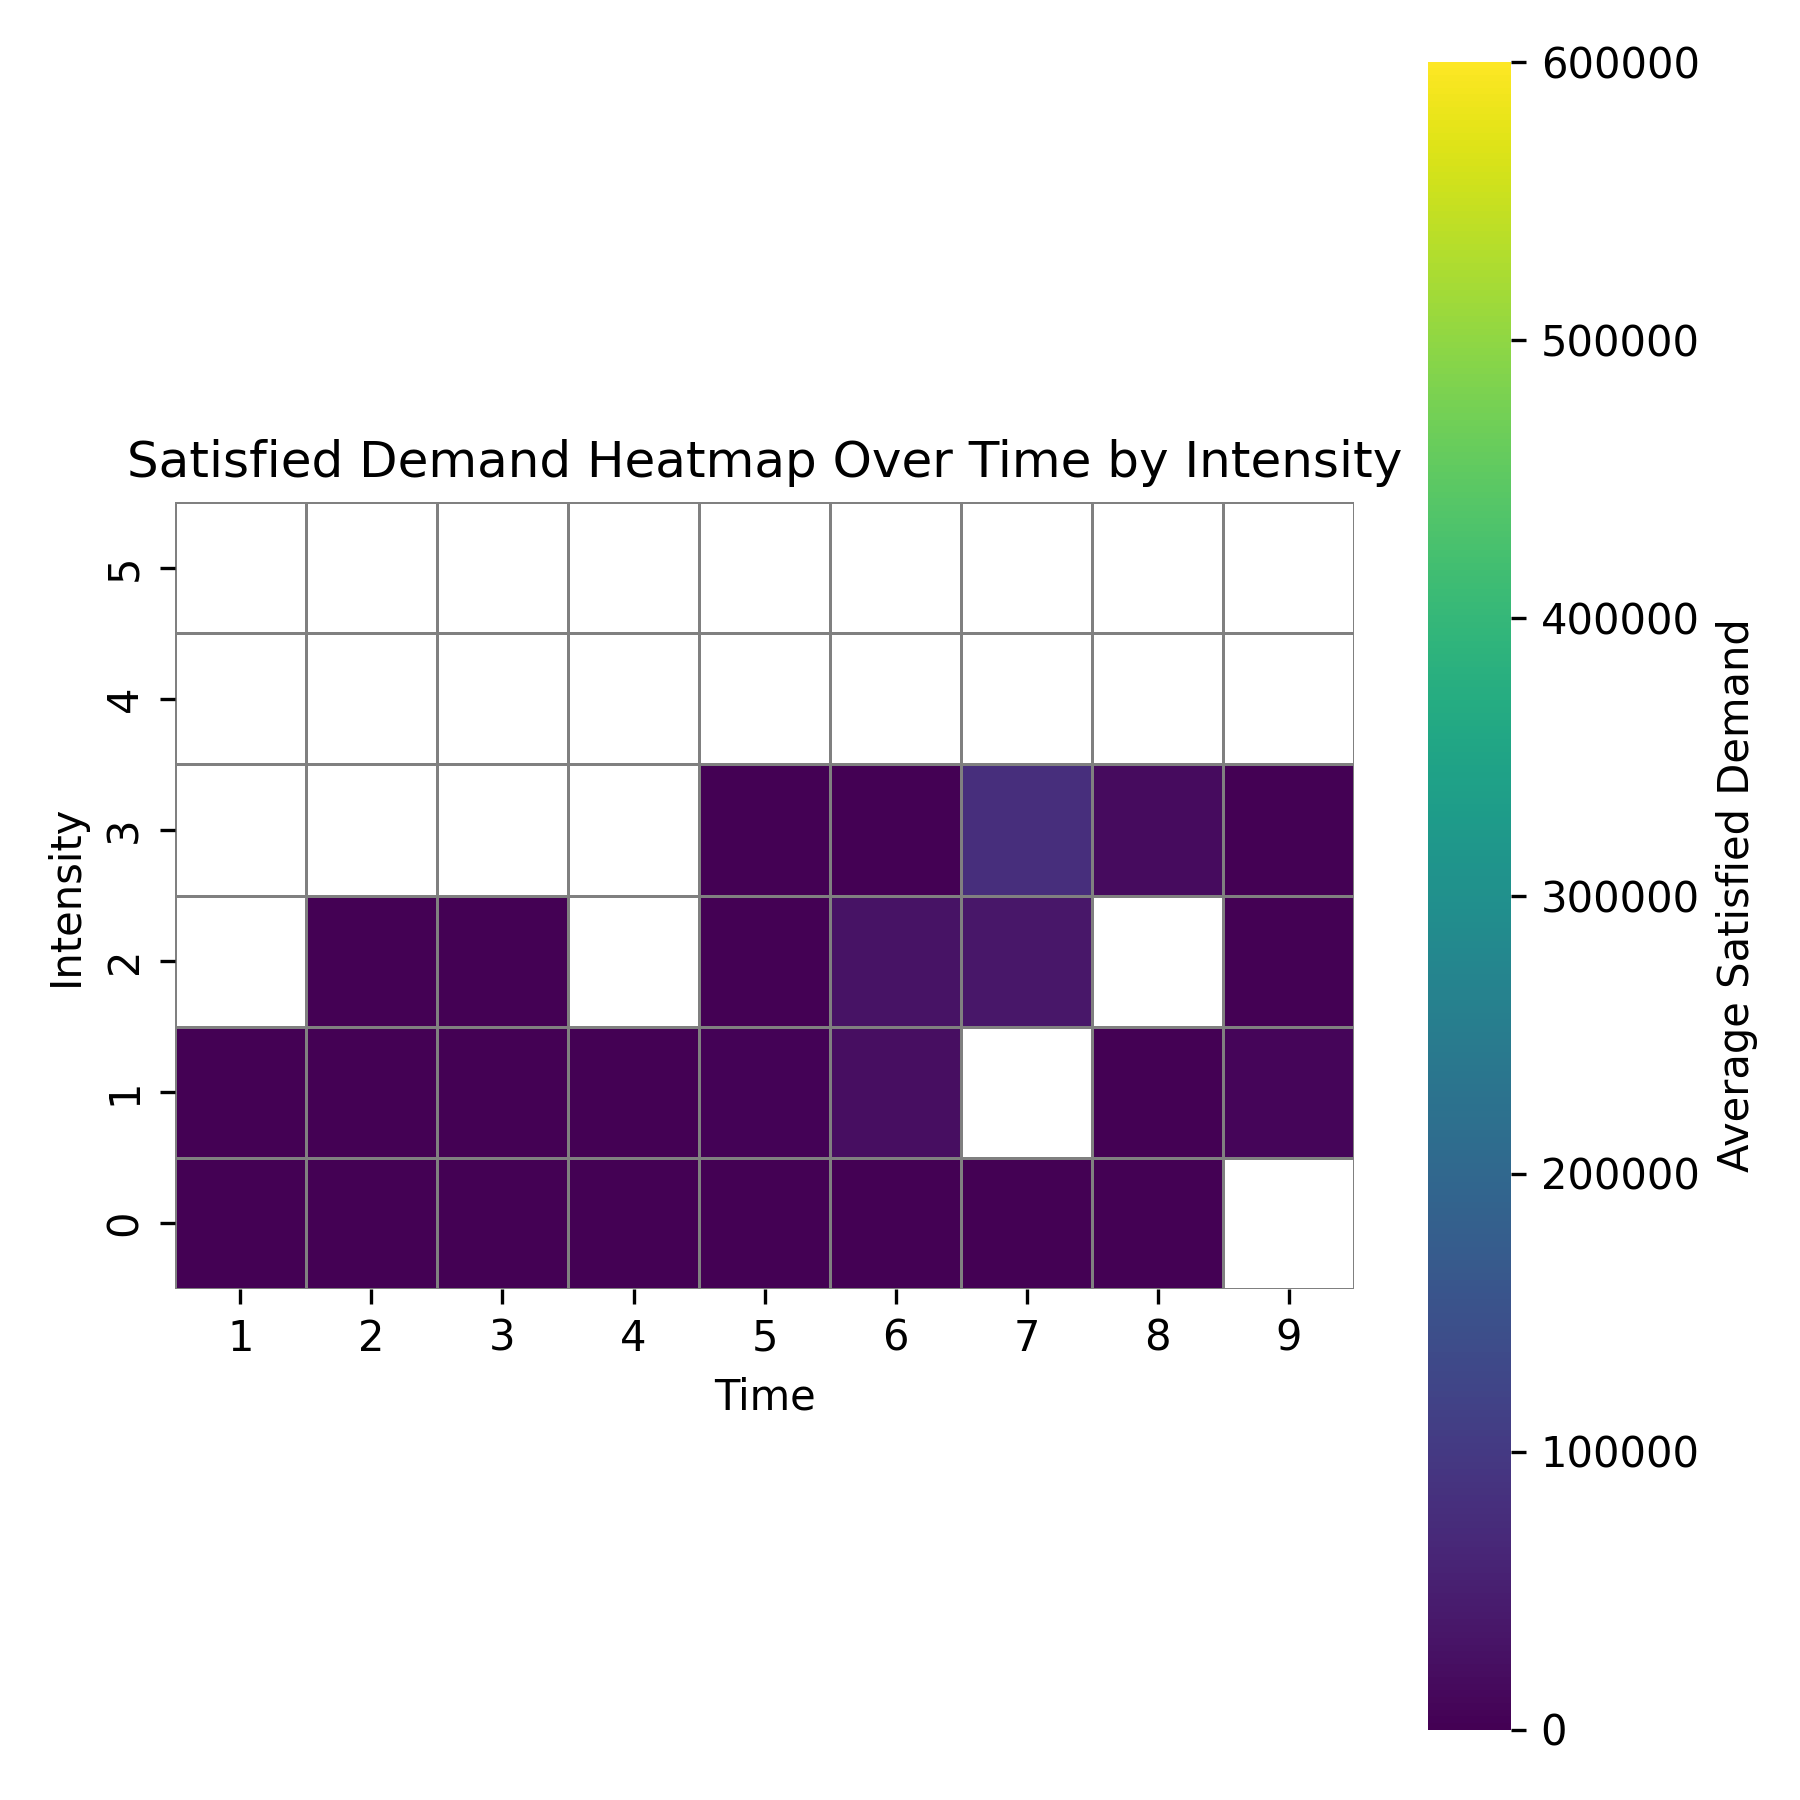 Satisfied Demand Heatmap Over Time by Intensity
5
4
3
2
1
0
Intensity
1 2 3 4 5 6 7 8 9
Time
600000
500000
400000
300000
200000
100000
0
Average Satisfied Demand